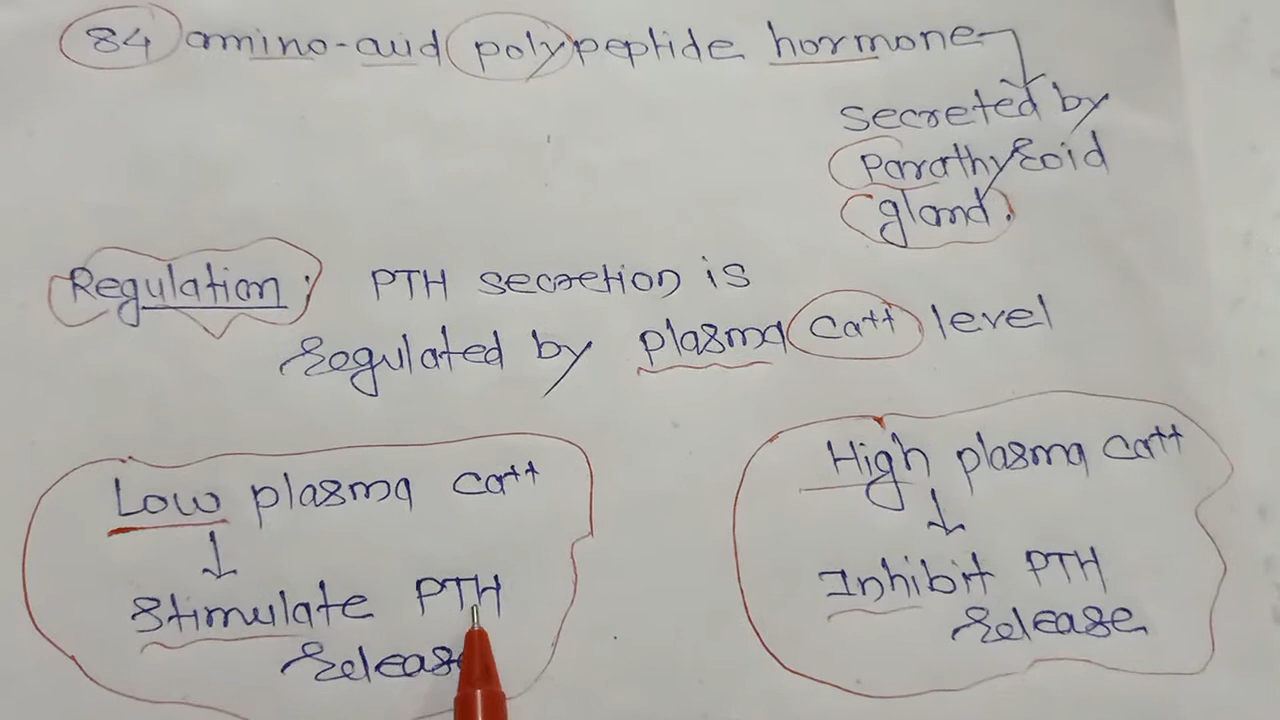 84 amino-acid polypeptide hormone
secreted by
Parathyroid
gland.
Regulation: PTH secretion is
regulated by plasma Ca++ level
Low plasma Ca++
↓
Stimulate PTH
release
High plasma Ca++
↓
Inhibit PTH
release